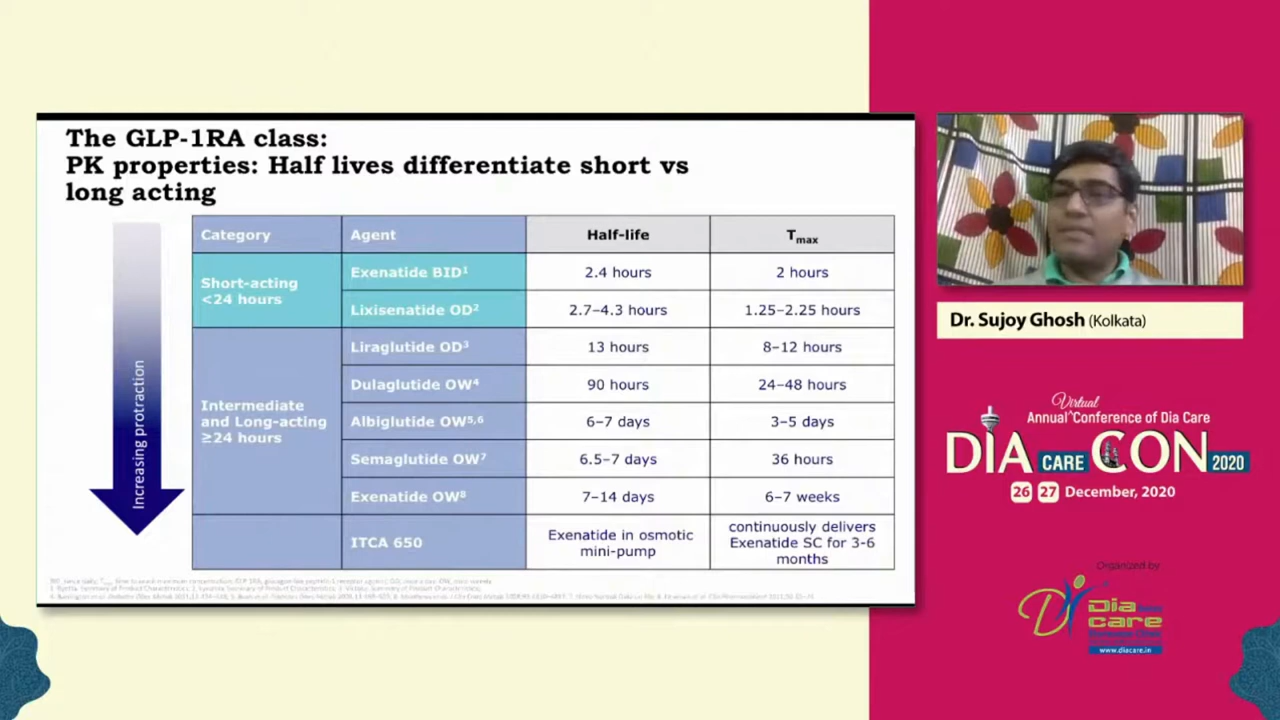 The GLP-1RA class:
PK properties: Half lives differentiate short vs
long acting
Increasing protraction
Category Agent Half-life Tmax
Short-acting
<24 hours
Exenatide BID1 2.4 hours 2 hours
Lixisenatide OD2 2.7–4.3 hours 1.25–2.25 hours
Intermediate
and Long-acting
≥24 hours
Liraglutide OD3 13 hours 8–12 hours
Dulaglutide OW4 90 hours 24–48 hours
Albiglutide OW5,6 6–7 days 3–5 days
Semaglutide OW7 6.5–7 days 36 hours
Exenatide OW8 7–14 days 6–7 weeks
ITCA 650
Exenatide in osmotic
mini-pump
continuously delivers
Exenatide SC for 3-6
months
Dr. Sujoy Ghosh (Kolkata)
Virtual
Annual^Conference of Dia Care
DIA CARE CON 2020
26 27 December, 2020
Organized by
Dia
care
www.diacare.in